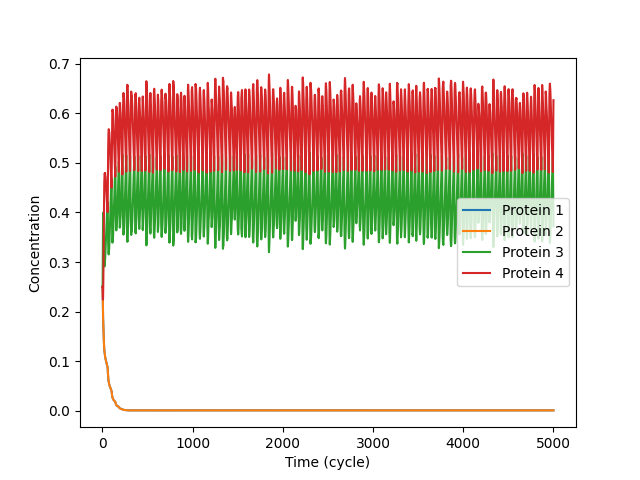 0.7
0.6
0.5
0.4
0.3
0.2
0.1
0.0
Concentration
Protein 1
Protein 2
Protein 3
Protein 4
0 1000 2000 3000 4000 5000
Time (cycle)